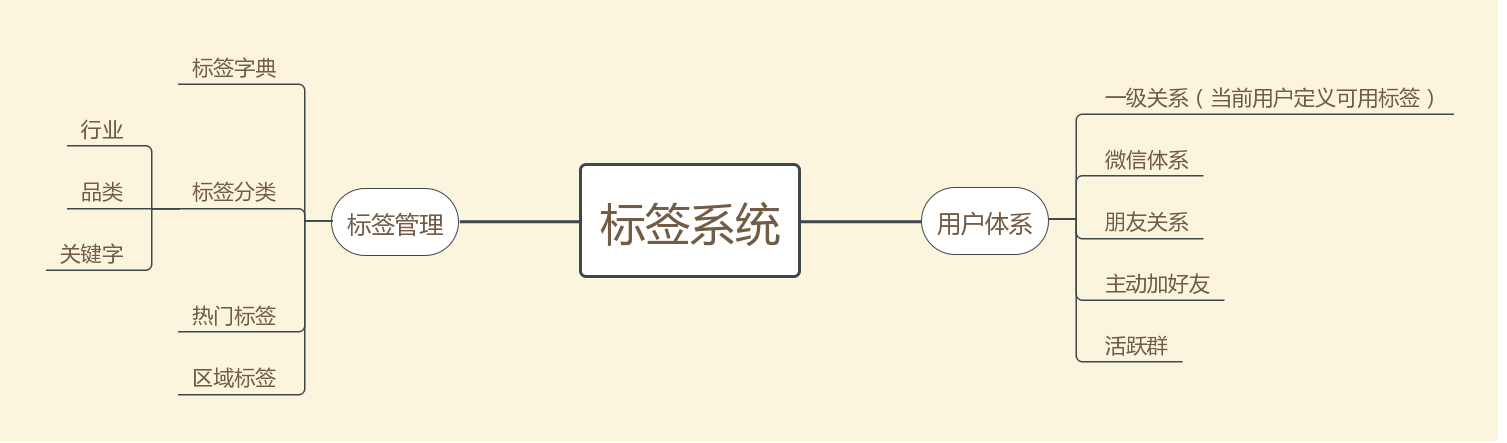 标签系统
标签管理
标签字典
标签分类
行业
品类
关键字
热门标签
区域标签
用户体系
一级关系（当前用户定义可用标签）
微信体系
朋友关系
主动加好友
活跃群